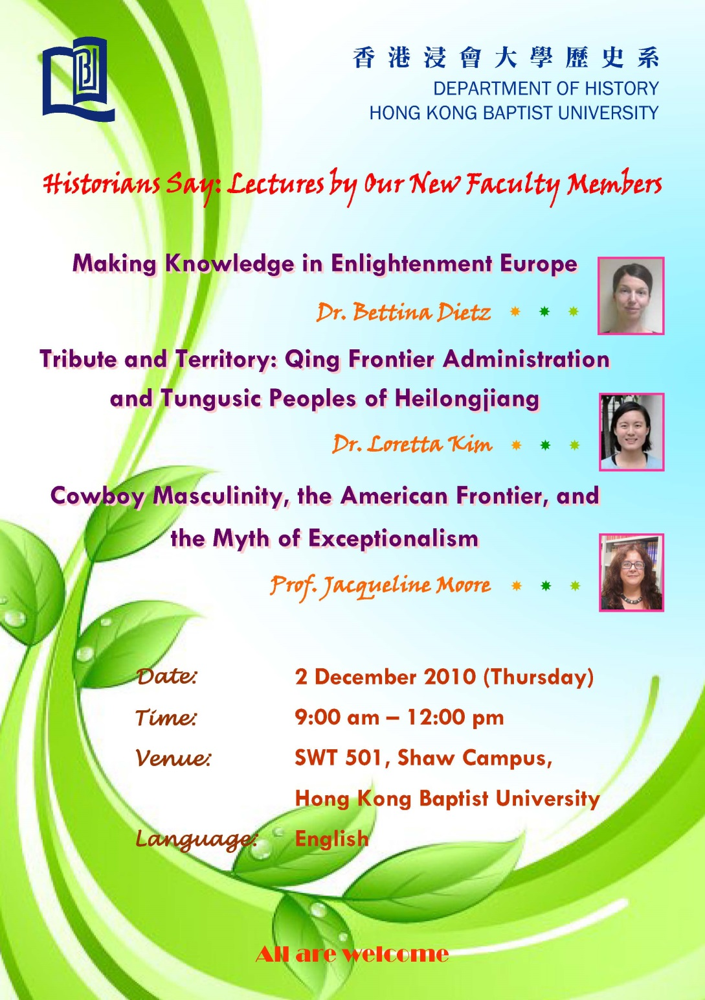 香港浸會大學歷史系
DEPARTMENT OF HISTORY
HONG KONG BAPTIST UNIVERSITY
Historians Say: Lectures by Our New Faculty Members
Making Knowledge in Enlightenment Europe
Dr. Bettina Dietz
Tribute and Territory: Qing Frontier Administration
and Tungusic Peoples of Heilongjiang
Dr. Loretta Kim
Cowboy Masculinity, the American Frontier, and
the Myth of Exceptionalism
Prof. Jacqueline Moore
Date: 2 December 2010 (Thursday)
Time: 9:00 am – 12:00 pm
Venue: SWT 501, Shaw Campus,
Hong Kong Baptist University
Language: English
All are welcome